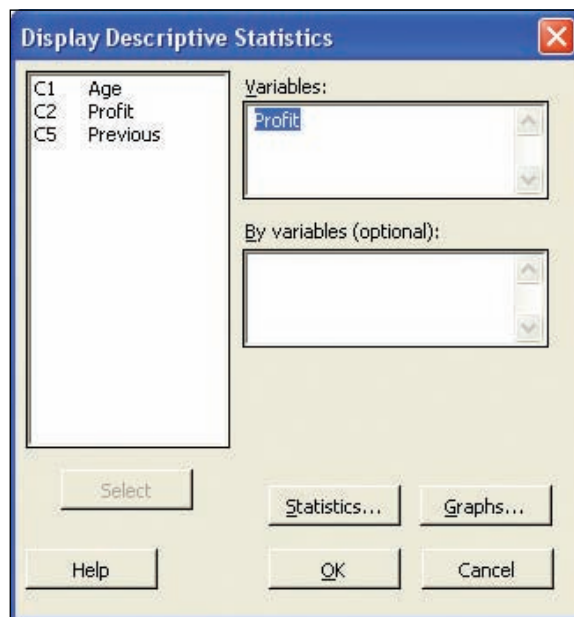 Display Descriptive Statistics
C1 Age
C2 Profit
C5 Previous
Variables:
Profit
By variables (optional):
Select
Statistics...
Graphs...
Help
OK
Cancel